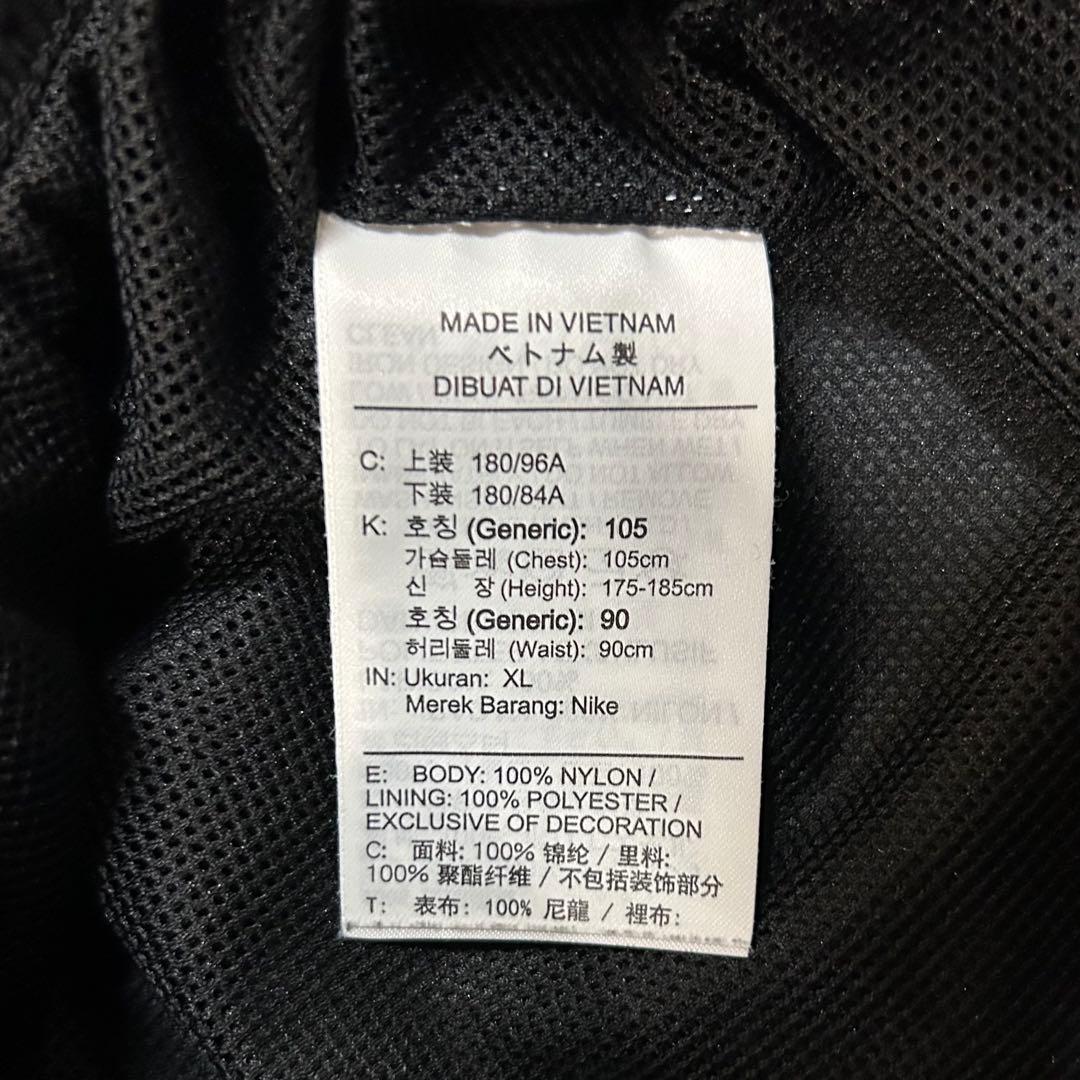 MADE IN VIETNAM
ベトナム製
DIBUAT DI VIETNAM
C: 上装 180/96A
下装 180/84A
K: 호칭 (Generic): 105
가슴둘레 (Chest): 105cm
신 장 (Height): 175-185cm
호칭 (Generic): 90
허리둘레 (Waist): 90cm
IN: Ukuran: XL
Merek Barang: Nike
E: BODY: 100% NYLON /
LINING: 100% POLYESTER /
EXCLUSIVE OF DECORATION
C: 面料: 100% 锦纶 / 里料:
100% 聚酯纤维 / 不包括装饰部分
T: 表布: 100% 尼龍 / 裡布: